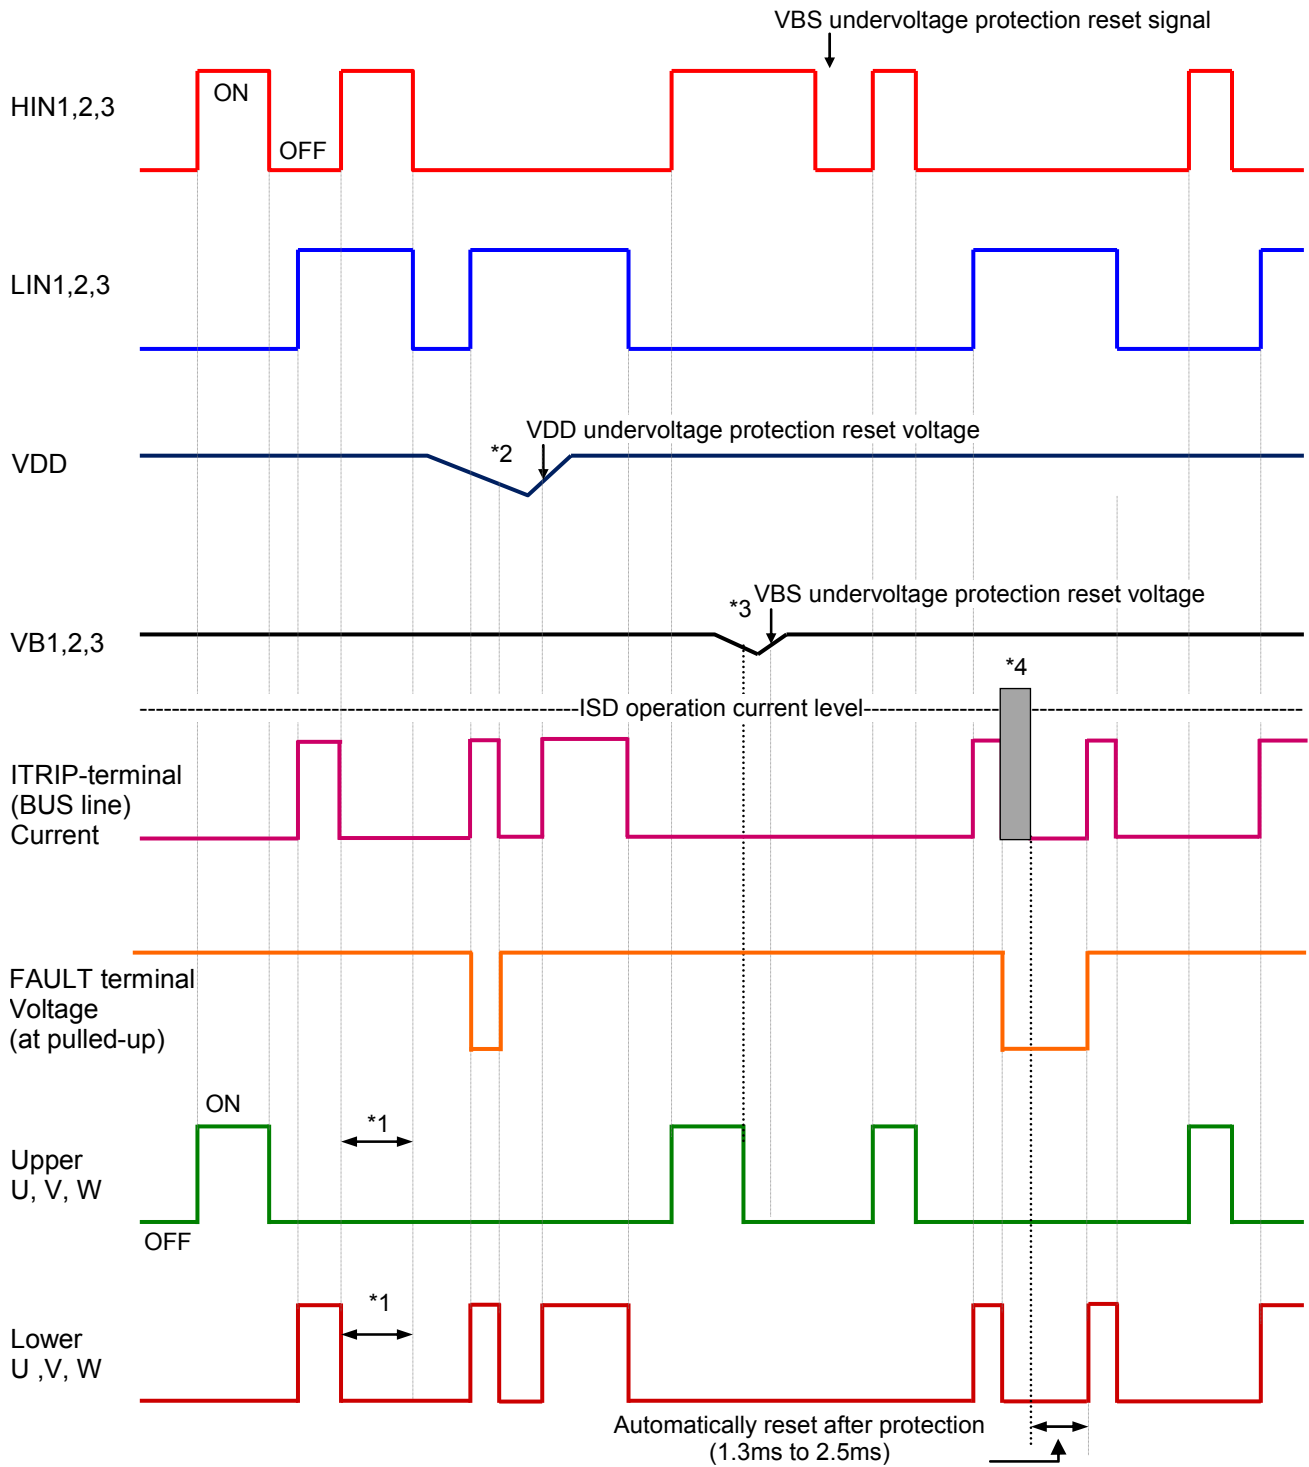 VBS undervoltage protection reset signal
HIN1,2,3
ON
OFF
LIN1,2,3
VDD undervoltage protection reset voltage
*2
VDD
VBS undervoltage protection reset voltage
*3
VB1,2,3
*4
ISD operation current level
ITRIP-terminal
(BUS line)
Current
FAULT terminal
Voltage
(at pulled-up)
ON
*1
Upper
U, V, W
OFF
*1
Lower
U ,V, W
Automatically reset after protection
(1.3ms to 2.5ms)